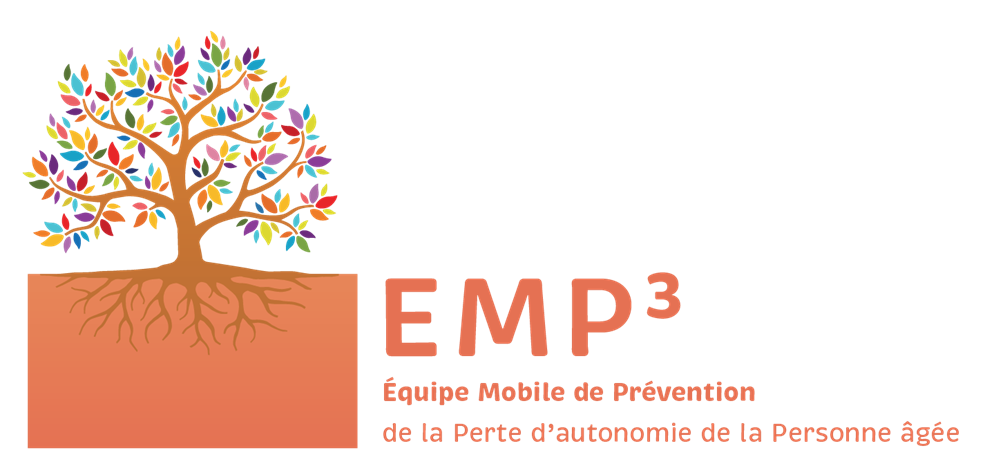 EMP³
Équipe Mobile de Prévention
de la Perte d’autonomie de la Personne âgée